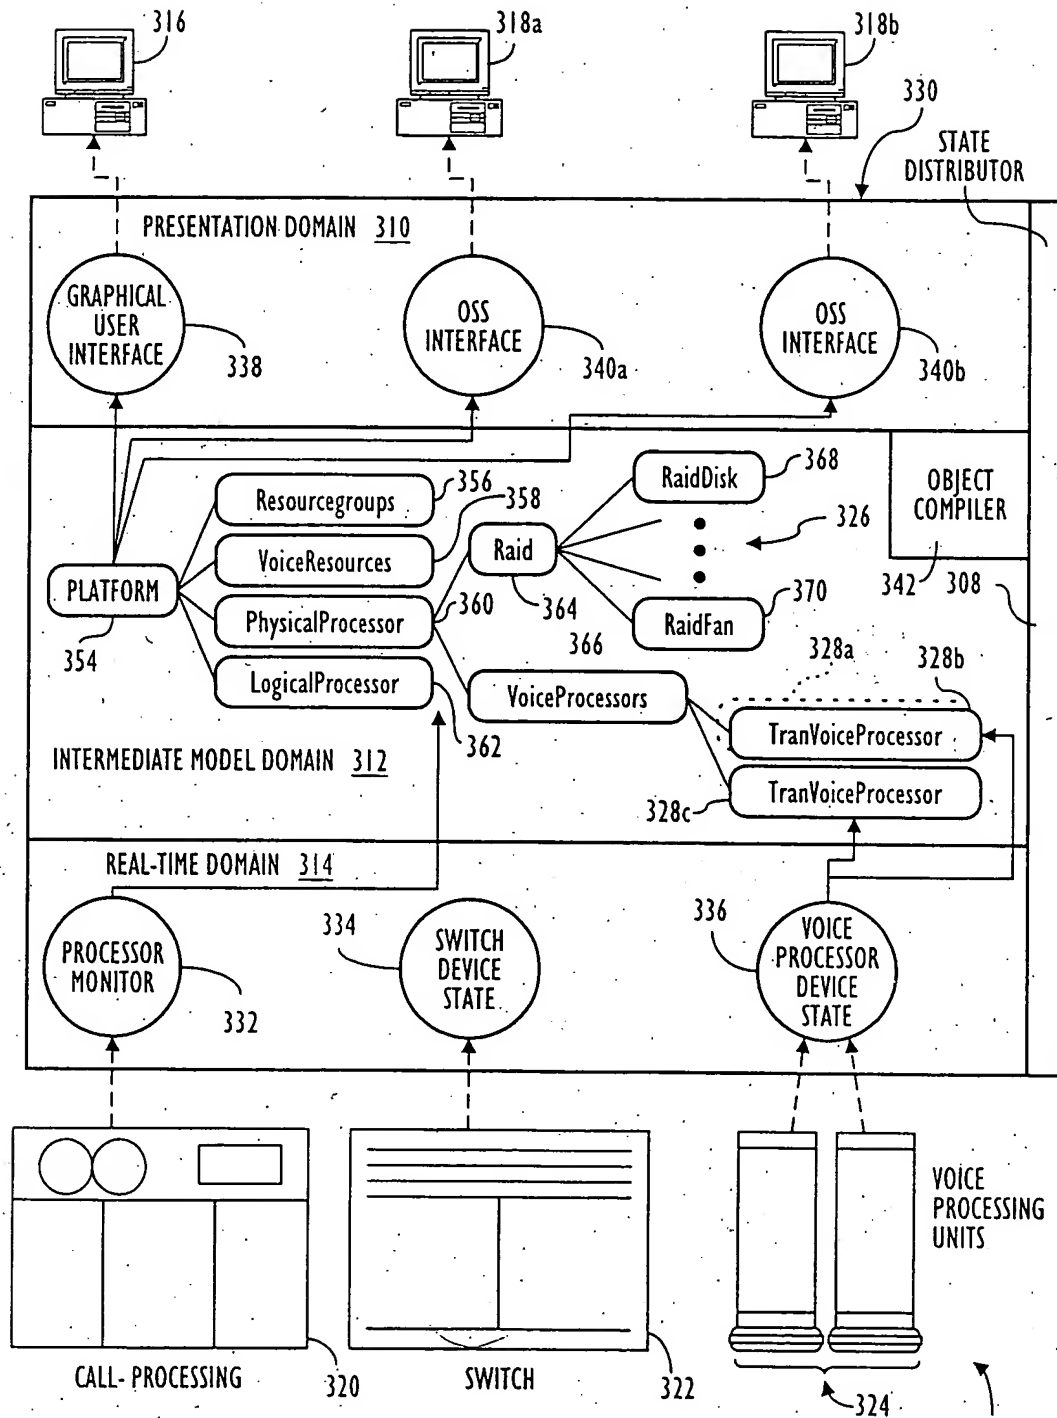 316
318a
318b
330
STATE
DISTRIBUTOR
PRESENTATION DOMAIN 310
GRAPHICAL
USER
INTERFACE
338
OSS
INTERFACE
340a
OSS
INTERFACE
340b
Resourcegroups
356
VoiceResources
358
PLATFORM
354
PhysicalProcessor
360
LogicalProcessor
362
Raid
364
366
RaidDisk
368
326
RaidFan
370
OBJECT
COMPILER
342
308
328a
328b
VoiceProcessors
TranVoiceProcessor
TranVoiceProcessor
328c
INTERMEDIATE MODEL DOMAIN 312
REAL-TIME DOMAIN 314
PROCESSOR
MONITOR
332
334
SWITCH
DEVICE
STATE
336
VOICE
PROCESSOR
DEVICE
STATE
VOICE
PROCESSING
UNITS
CALL- PROCESSING
320
SWITCH
322
324